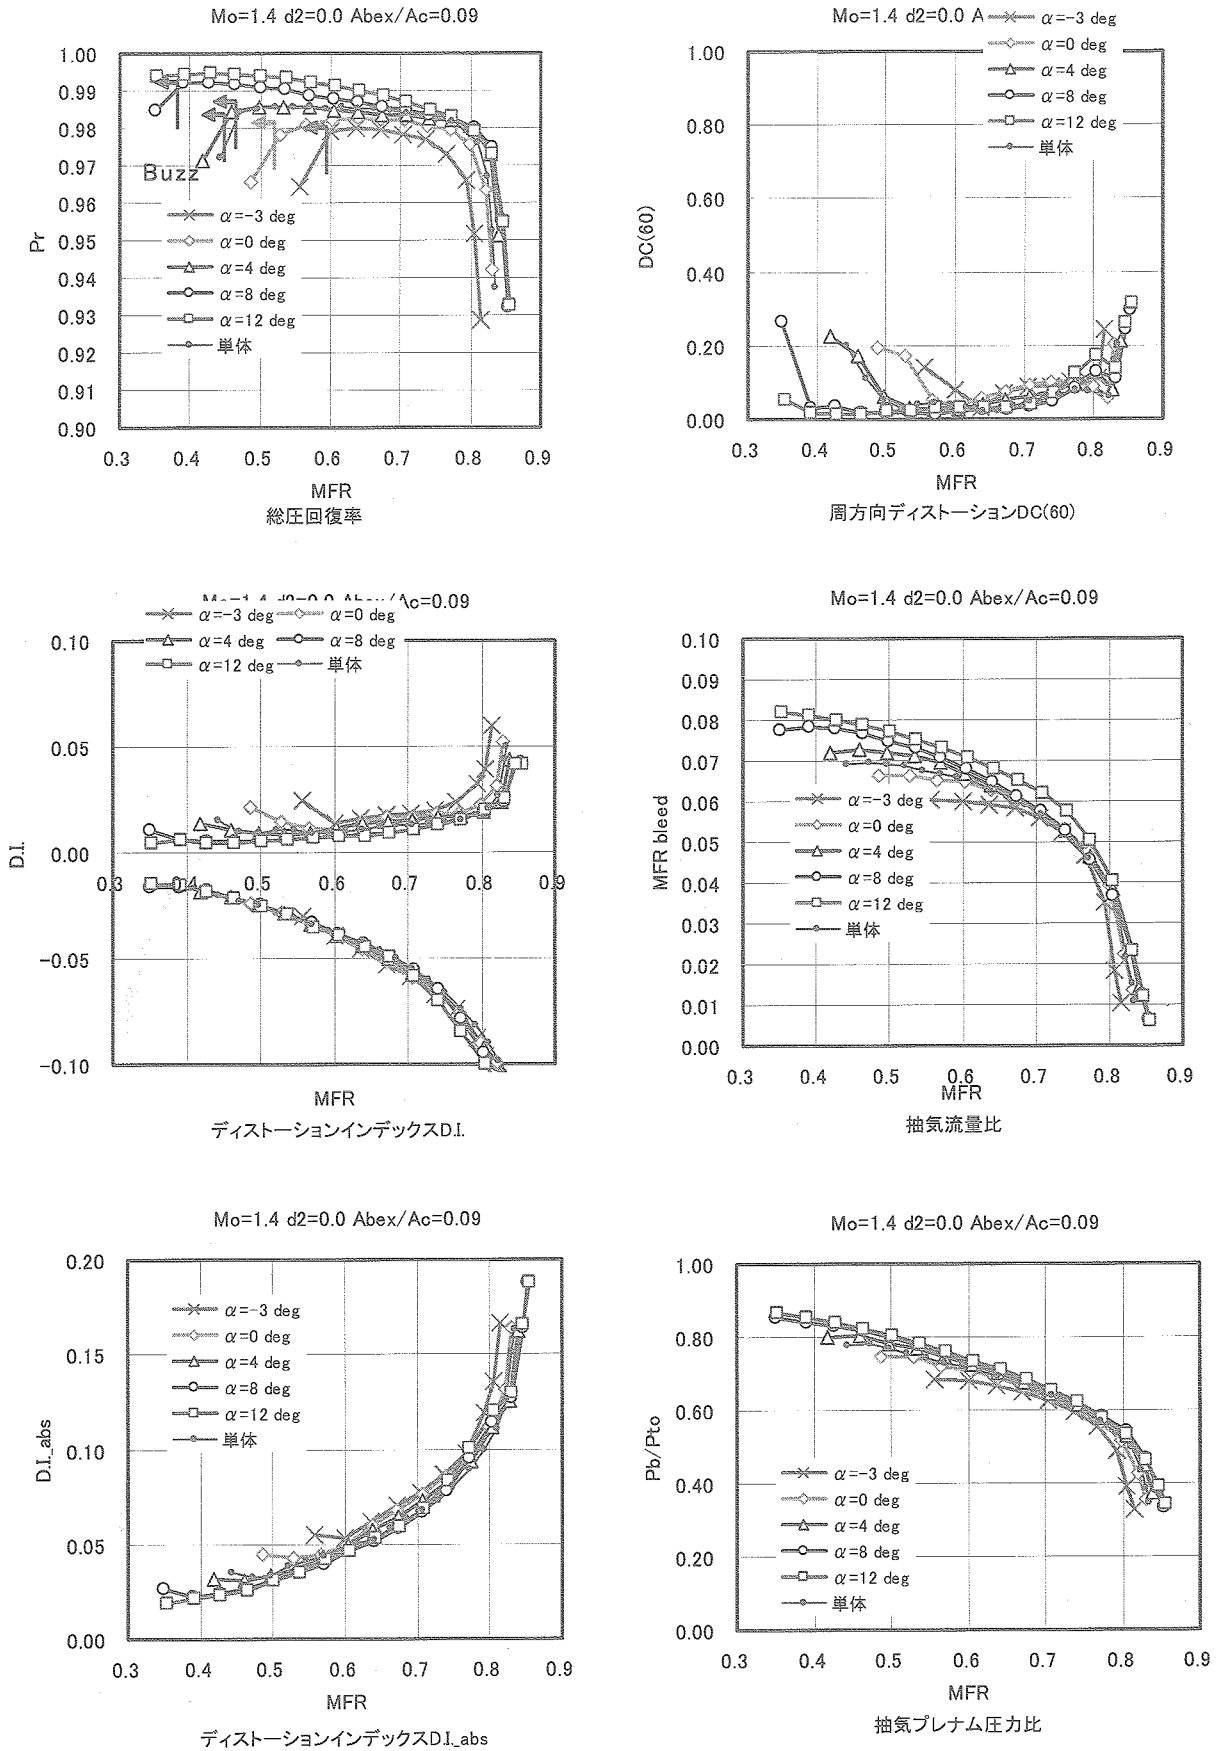 Mo=1.4 d2=0.0 Abex/Ac=0.09
1.00
0.99
0.98
0.97
0.96
0.95
0.94
0.93
0.92
0.91
0.90
Pr
Buzz
α=-3 deg
α=0 deg
α=4 deg
α=8 deg
α=12 deg
単体
0.3 0.4 0.5 0.6 0.7 0.8 0.9
MFR
総圧回復率
Mo=1.4 d2=0.0 A
α=-3 deg
α=0 deg
α=4 deg
α=8 deg
α=12 deg
単体
1.00
0.80
0.60
0.40
0.20
0.00
DC(60)
0.3 0.4 0.5 0.6 0.7 0.8 0.9
MFR
周方向ディストーションDC(60)
Mo=1.4 d2=0.0 Abex/Ac=0.09
α=-3 deg α=0 deg
α=4 deg α=8 deg
α=12 deg 単体
0.10
0.05
0.00
-0.05
-0.10
D.I.
0.3 0.4 0.5 0.6 0.7 0.8 0.9
MFR
ディストーションインデックスD.I.
Mo=1.4 d2=0.0 Abex/Ac=0.09
0.10
0.09
0.08
0.07
0.06
0.05
0.04
0.03
0.02
0.01
0.00
MFR bleed
α=-3 deg
α=0 deg
α=4 deg
α=8 deg
α=12 deg
単体
0.3 0.4 0.5 0.6 0.7 0.8 0.9
MFR
抽気流量比
Mo=1.4 d2=0.0 Abex/Ac=0.09
0.20
0.15
0.10
0.05
0.00
D.I._abs
α=-3 deg
α=0 deg
α=4 deg
α=8 deg
α=12 deg
単体
0.3 0.4 0.5 0.6 0.7 0.8 0.9
MFR
ディストーションインデックスD.I._abs
Mo=1.4 d2=0.0 Abex/Ac=0.09
1.00
0.80
0.60
0.40
0.20
0.00
Pb/Pto
α=-3 deg
α=0 deg
α=4 deg
α=8 deg
α=12 deg
単体
0.3 0.4 0.5 0.6 0.7 0.8 0.9
MFR
抽気プレナム圧力比